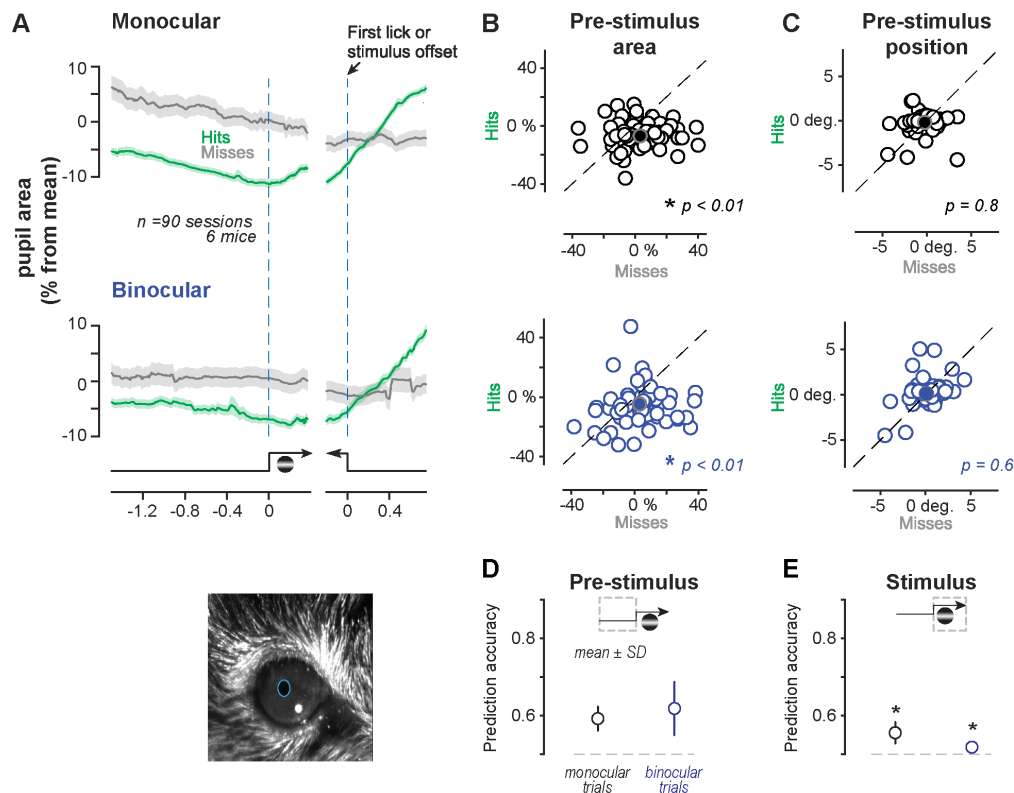 A
Monocular
First lick or
stimulus offset
10
0
-10
Hits
Misses
n =90 sessions
6 mice
pupil area
(% from mean)
Binocular
10
0
-10
-1.2
-0.8
-0.4
0
0
0.4
B
Pre-stimulus
area
40
0 %
-40
Hits
* p < 0.01
-40
0 %
40
Misses
40
0 %
-40
Hits
* p < 0.01
-40
0 %
40
Misses
C
Pre-stimulus
position
5
0 deg.
-5
Hits
p = 0.8
-5
0 deg.
5
Misses
5
0 deg.
-5
Hits
p = 0.6
-5
0 deg.
5
Misses
D
Pre-stimulus
Prediction accuracy
0.8
0.6
mean ± SD
monocular
trials
binocular
trials
E
Stimulus
Prediction accuracy
0.8
0.6
*
*